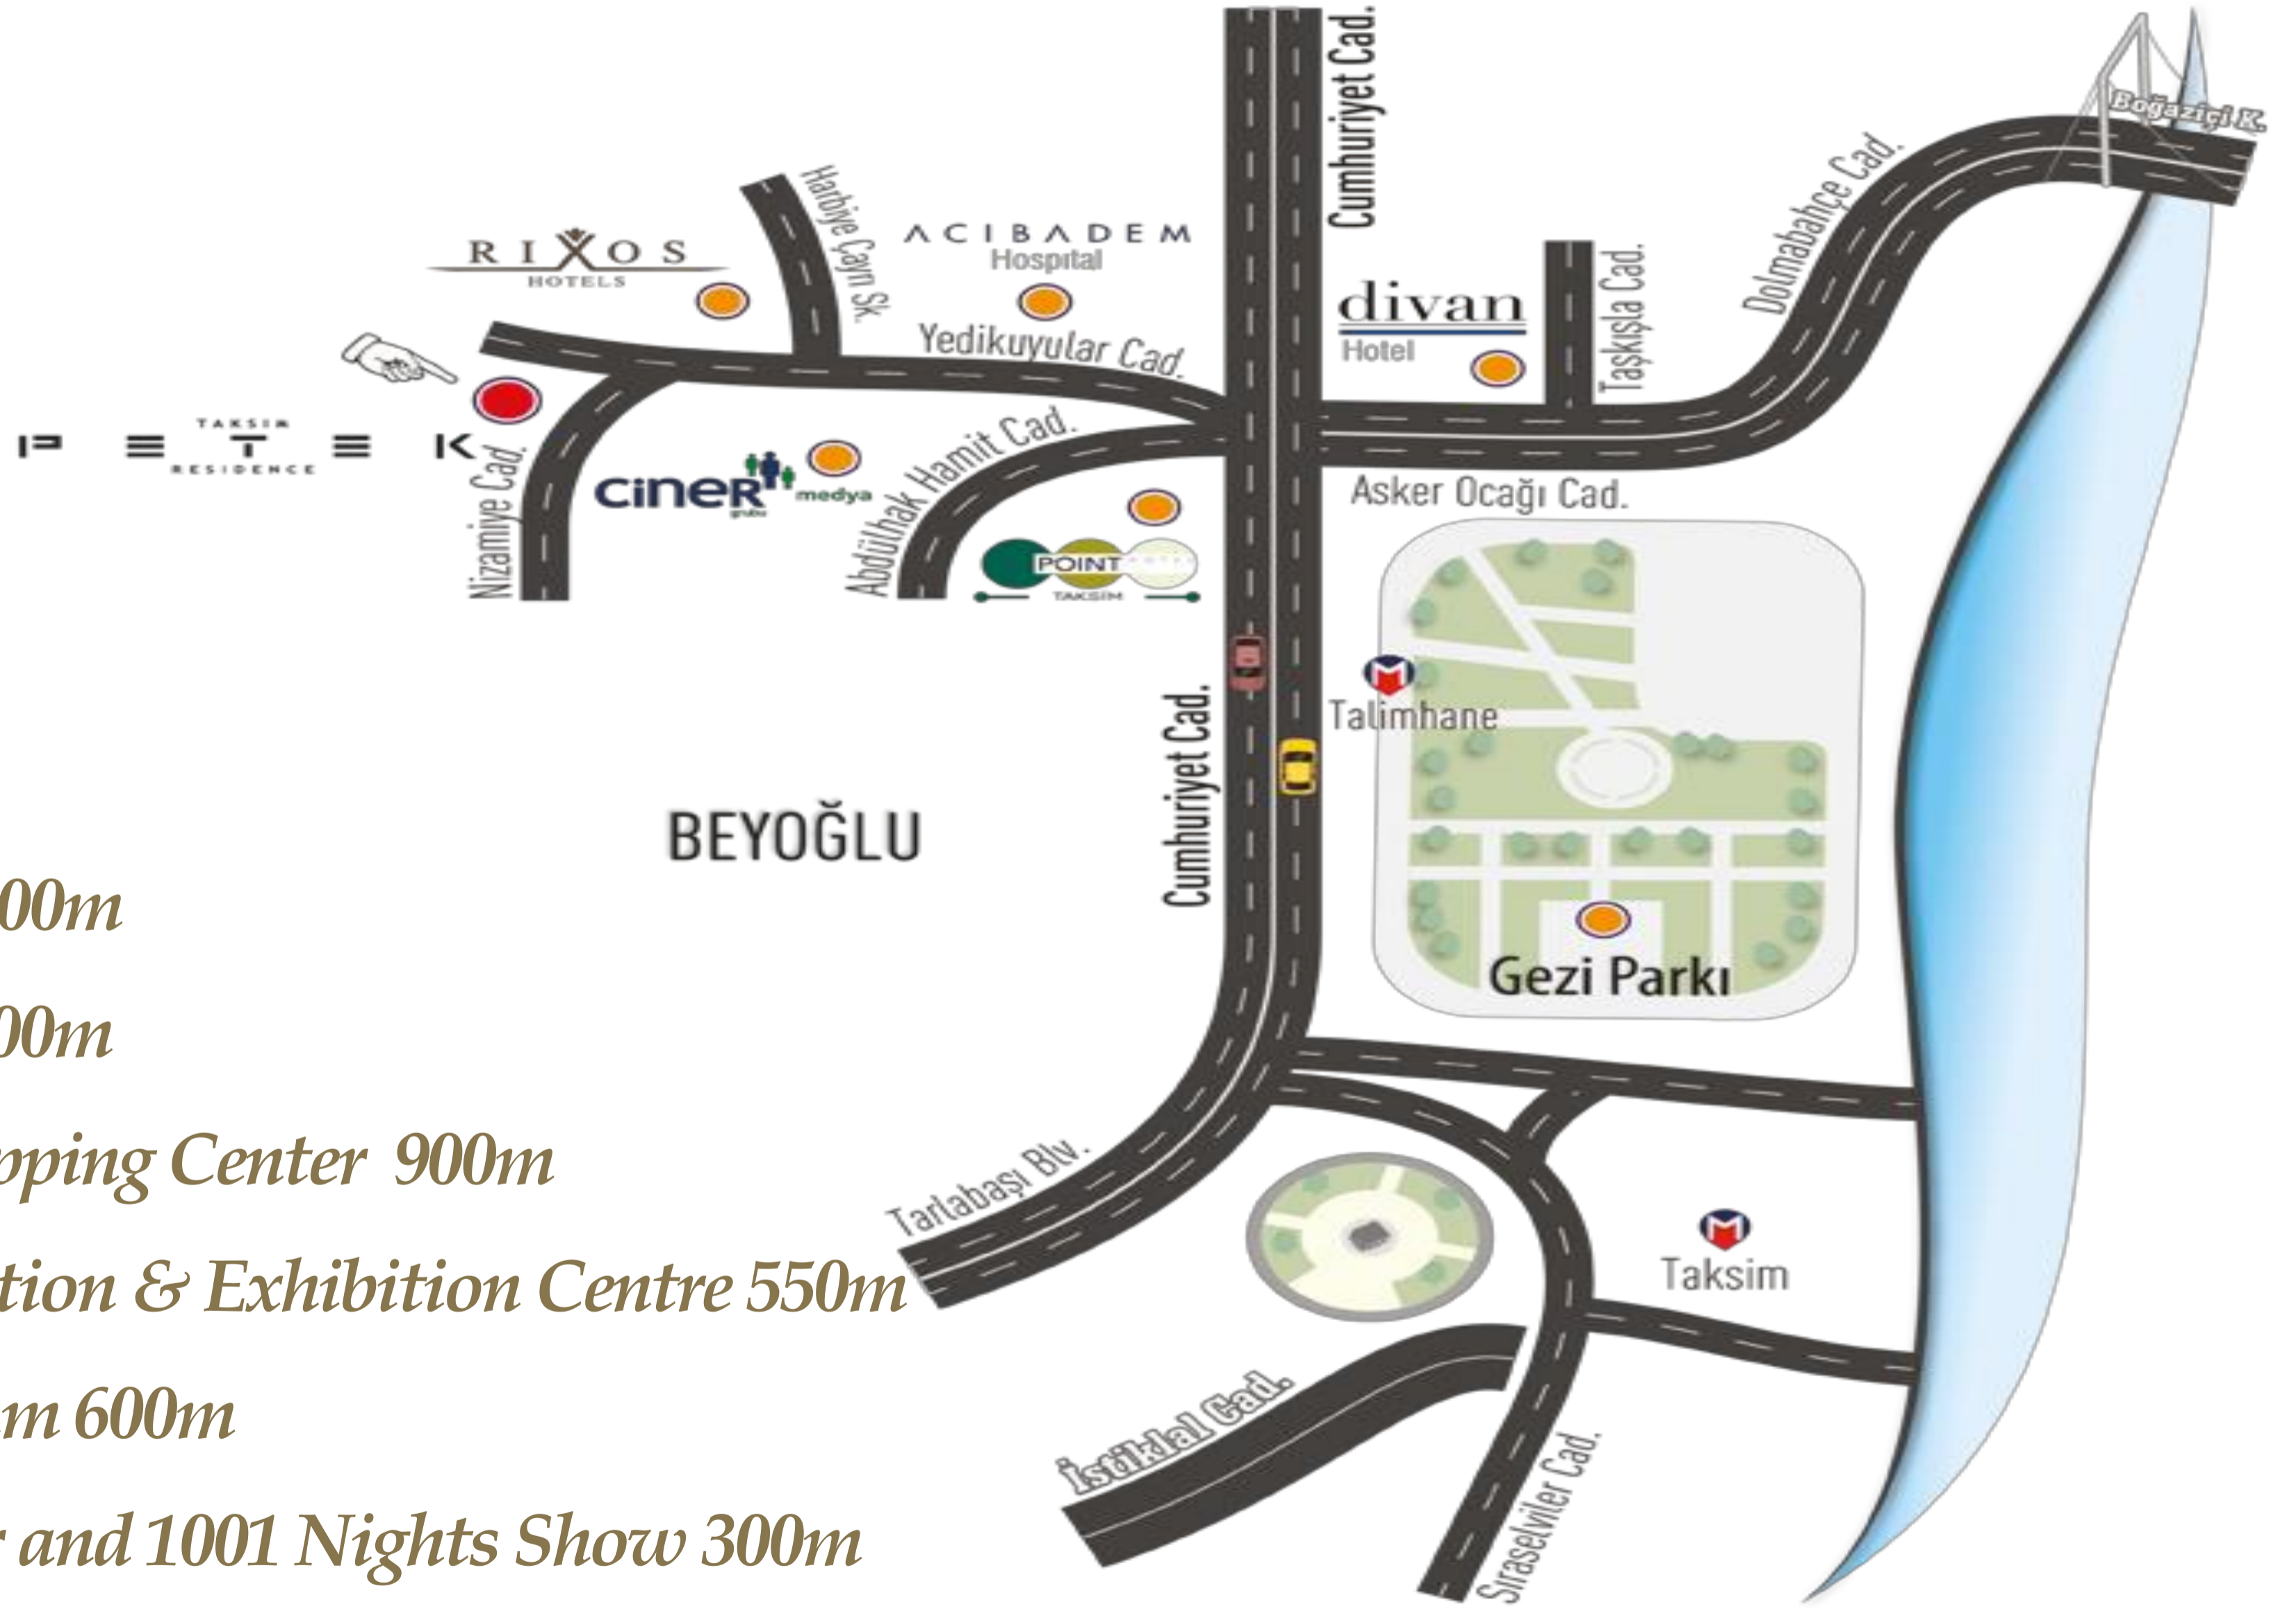 Cumhuriyet Cad.
Boğaziçi K.
Dolmabahçe Cad.
Harbiye Çayrı Sk.
RIXOS
HOTELS
ACIBADEM
Hospital
divan
Hotel
Taşkışla Cad.
Yedikuyular Cad.
TAKSIM
PETEK
RESIDENCE
Nizamiye Cad.
ciner
grubu
medya
Abdülhak Hamit Cad.
POINT
TAKSIM
Asker Ocağı Cad.
Talimhane
Cumhuriyet Cad.
BEYOĞLU
Gezi Parkı
00m
00m
pping Center 900m
Tarlabaşı Blv.
tion & Exhibition Centre 550m
Taksim
m 600m
İstiklal Cad.
Sıraselviler Cad.
r and 1001 Nights Show 300m